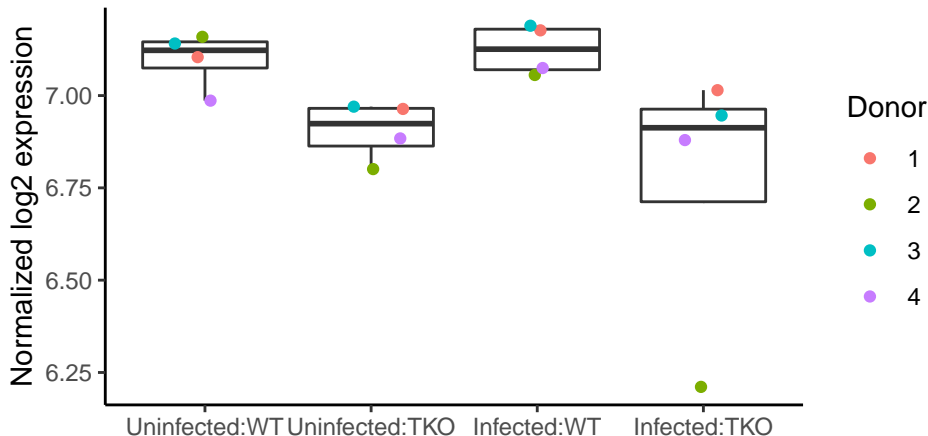 Normalized log2 expression
7.00
6.75
6.50
6.25
Uninfected:WT Uninfected:TKO Infected:WT Infected:TKO
Donor
1
2
3
4